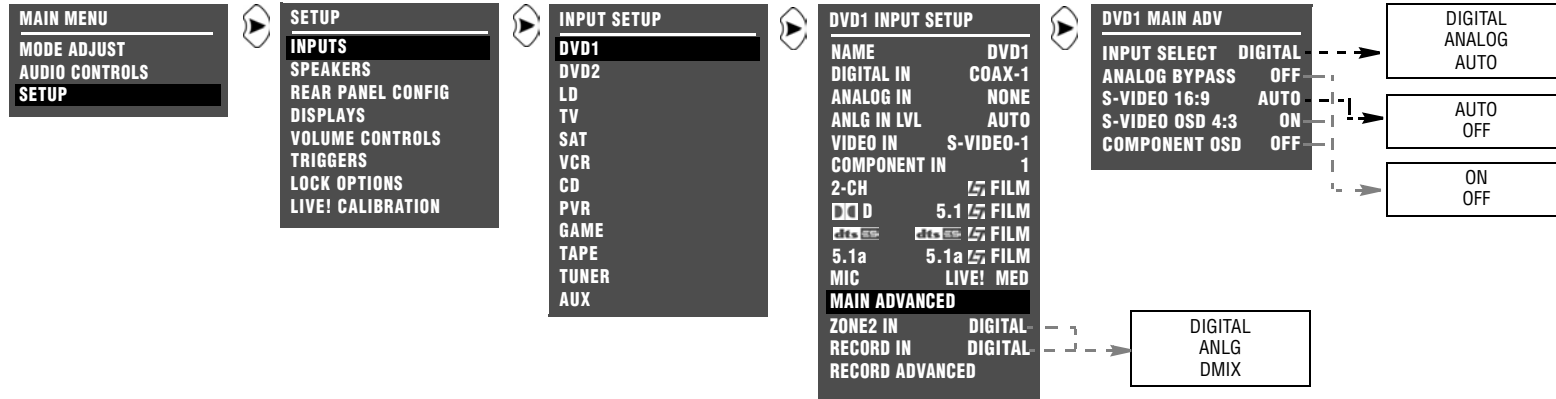 MAIN MENU
MODE ADJUST
AUDIO CONTROLS
SETUP
SETUP
INPUTS
SPEAKERS
REAR PANEL CONFIG
DISPLAYS
VOLUME CONTROLS
TRIGGERS
LOCK OPTIONS
LIVE! CALIBRATION
INPUT SETUP
DVD1
DVD2
LD
TV
SAT
VCR
CD
PVR
GAME
TAPE
TUNER
AUX
DVD1 INPUT SETUP
NAME DVD1
DIGITAL IN COAX-1
ANALOG IN NONE
ANLG IN LVL AUTO
VIDEO IN S-VIDEO-1
COMPONENT IN 1
2-CH FILM
D 5.1 FILM
dts ES dts ES FILM
5.1a 5.1a FILM
MIC LIVE! MED
MAIN ADVANCED
ZONE2 IN DIGITAL
RECORD IN DIGITAL
RECORD ADVANCED
DVD1 MAIN ADV
INPUT SELECT DIGITAL
ANALOG BYPASS OFF
S-VIDEO 16:9 AUTO
S-VIDEO OSD 4:3 ON
COMPONENT OSD OFF
DIGITAL
ANALOG
AUTO
AUTO
OFF
ON
OFF
DIGITAL
ANLG
DMIX